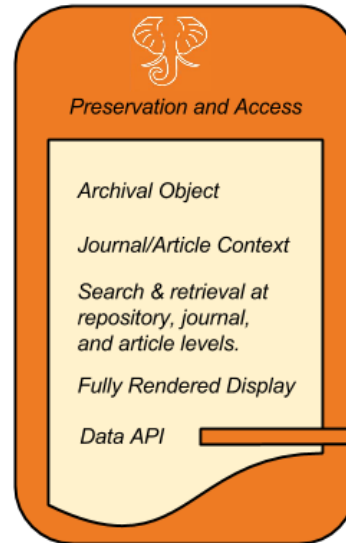 Preservation and Access
Archival Object
Journal/Article Context
Search & retrieval at
repository, journal,
and article levels.
Fully Rendered Display
Data API